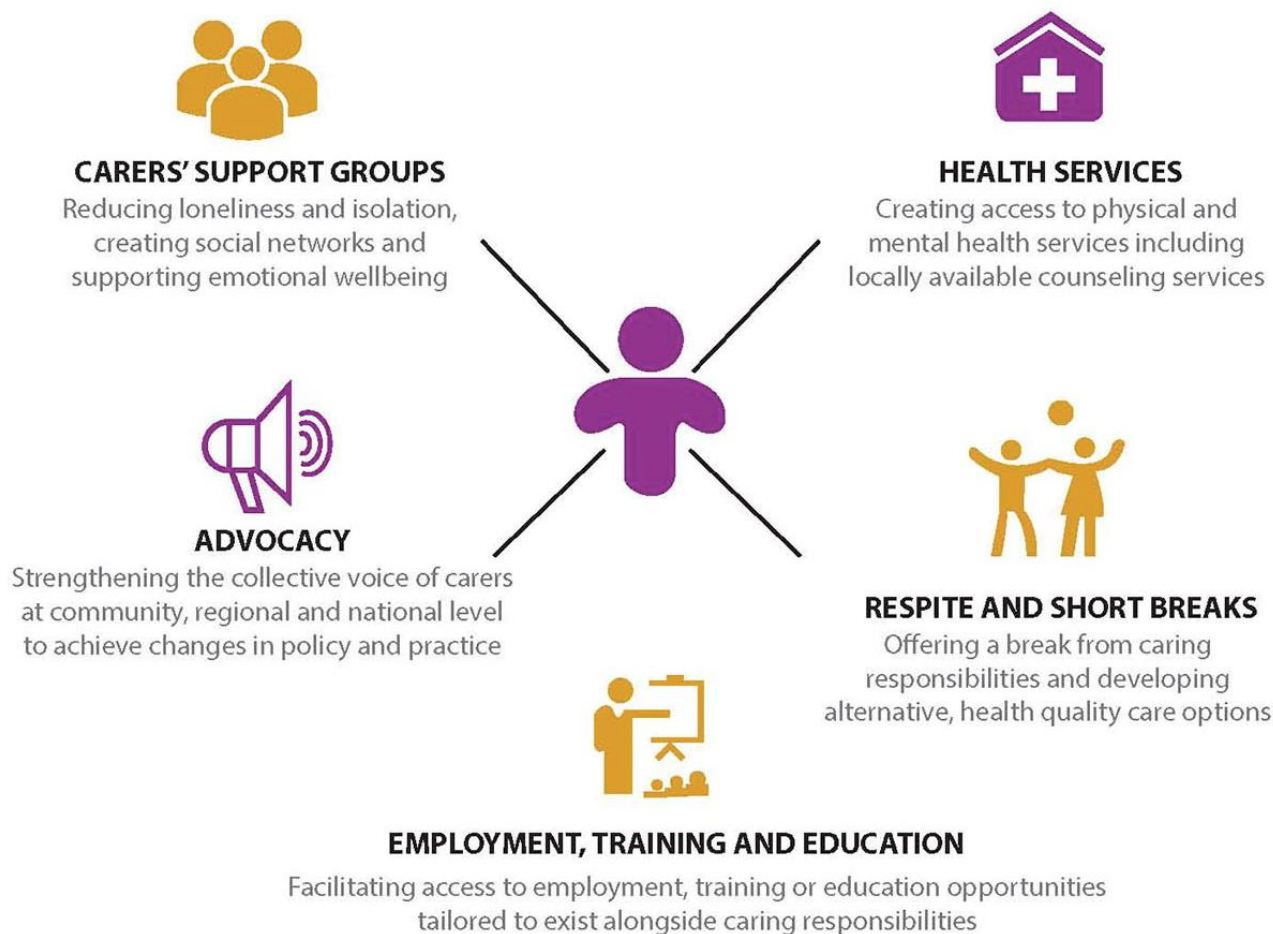 CARERS' SUPPORT GROUPS
Reducing loneliness and isolation,
creating social networks and
supporting emotional wellbeing
HEALTH SERVICES
Creating access to physical and
mental health services including
locally available counseling services
ADVOCACY
Strengthening the collective voice of carers
at community, regional and national level
to achieve changes in policy and practice
RESPITE AND SHORT BREAKS
Offering a break from caring
responsibilities and developing
alternative, health quality care options
EMPLOYMENT, TRAINING AND EDUCATION
Facilitating access to employment, training or education opportunities
tailored to exist alongside caring responsibilities